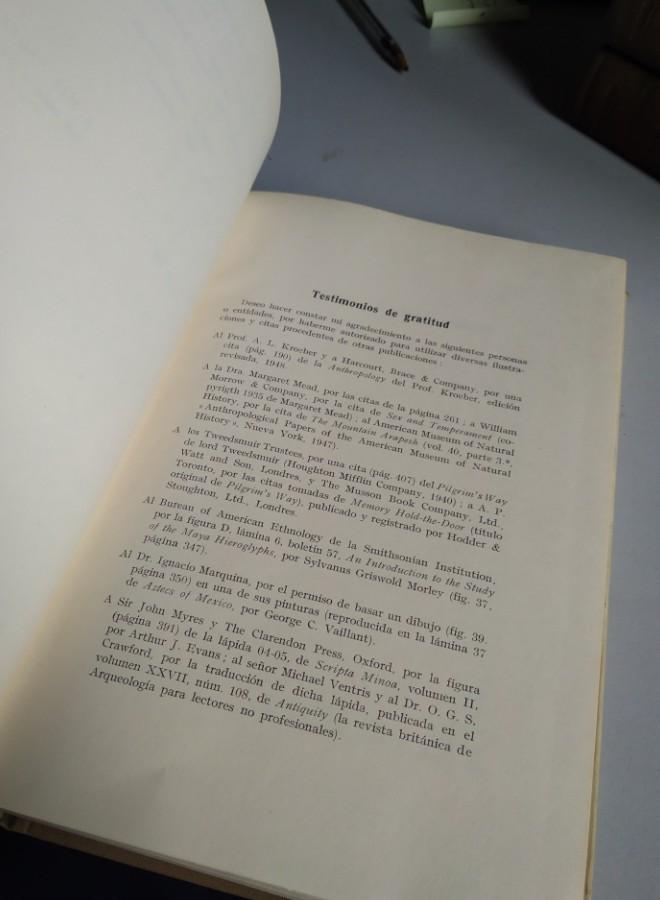 Testimonios de gratitud
Deseo hacer constar mi agradecimiento a las siguientes personas
o entidades, por haberme autorizado para utilizar diversas ilustra-
ciones y citas procedentes de otras publicaciones:
Al Prof. A. L. Kroeber y a Harcourt, Brace & Company, por una
cita (pág. 190) de la Anthropology del Prof. Kroeber, edición
revisada, 1948.
A la Dra. Margaret Mead, por las citas de la página 261; a William
Morrow & Company, por la cita de Sex and Temperament (co-
pyrigth 1935 de Margaret Mead), al American Museum of Natural
History, por la cita de The Mountain Arapesh (vol. 40, parte 3.ª,
«Anthropological Papers of the American Museum of Natural
History», Nueva York, 1947).
A los Tweedsmuir Trustees, por una cita (pág. 407) del Pilgrim's Way
de lord Tweedsmuir (Houghton Mifflin Company, 1940); a A. P.
Watt and Son, Londres, y The Musson Book Company, Ltd.,
Toronto, por las citas tomadas de Memory Hold-the-Door (título
original de Pilgrim's Way), publicado y registrado por Hodder &
Stoughton, Ltd., Londres.
Al Bureau of American Ethnology de la Smithsonian Institution,
por la figura D, lámina 6, boletín 57, An Introduction to the Study
of the Maya Hieroglyphs, por Sylvanus Griswold Morley (fig. 37,
página 347).
Al Dr. Ignacio Marquina, por el permiso de basar un dibujo (fig. 39,
página 350) en una de sus pinturas (reproducida en la lámina 37
de Aztecs of Mexico, por George C. Vaillant).
A Sir John Myres y The Clarendon Press, Oxford, por la figura
(página 391) de la lápida 04-05, de Scripta Minoa, volumen II,
por Arthur J. Evans; al señor Michael Ventris y al Dr. O. G. S.
Crawford, por la traducción de dicha lápida, publicada en el
volumen XXVII, núm. 108, de Antiquity (la revista británica de
Arqueología para lectores no profesionales).